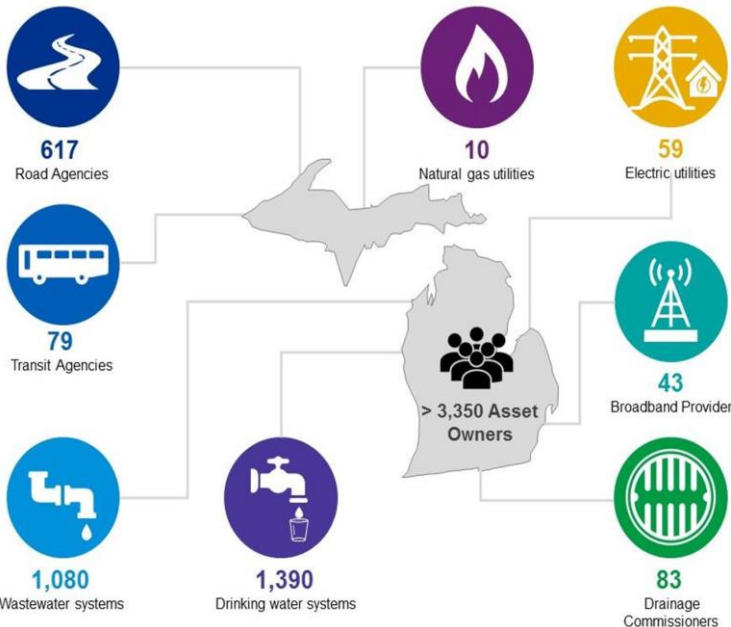 617
Road Agencies
10
Natural gas utilities
59
Electric utilities
79
Transit Agencies
> 3,350 Asset
Owners
43
Broadband Provider
1,080
Wastewater systems
1,390
Drinking water systems
83
Drainage
Commissioners